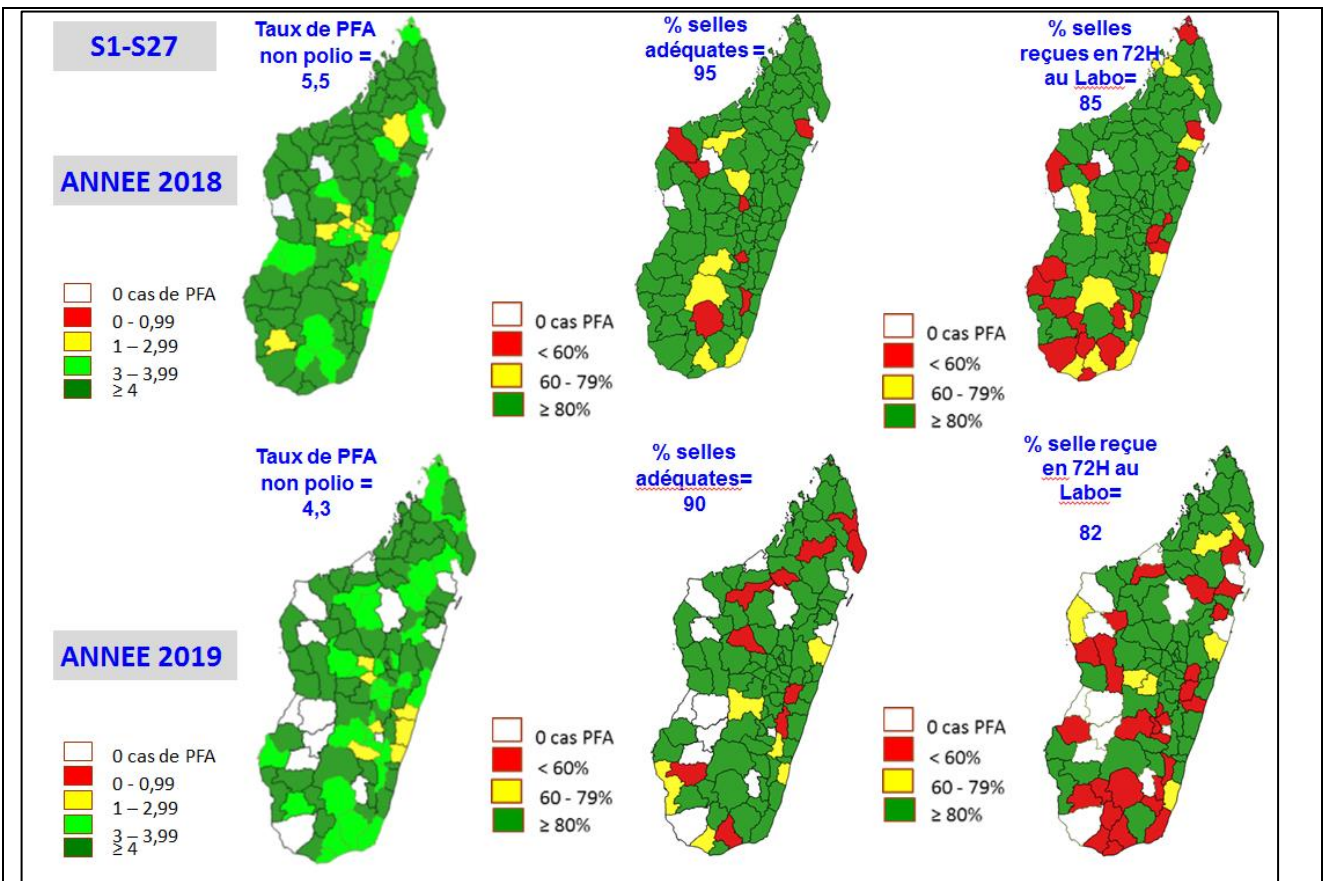 S1-S27
Taux de PFA
non polio =
5,5
% selles
adéquates =
95
% selles
reçues en 72H
au Labo=
85
ANNEE 2018
0 cas de PFA
0 - 0,99
1 – 2,99
3 – 3,99
≥ 4
0 cas PFA
< 60%
60 - 79%
≥ 80%
0 cas PFA
< 60%
60 - 79%
≥ 80%
Taux de PFA
non polio =
4,3
% selles
adéquates=
90
% selle reçue
en 72H au
Labo=
82
ANNEE 2019
0 cas de PFA
0 - 0,99
1 – 2,99
3 – 3,99
≥ 4
0 cas PFA
< 60%
60 - 79%
≥ 80%
0 cas PFA
< 60%
60 - 79%
≥ 80%